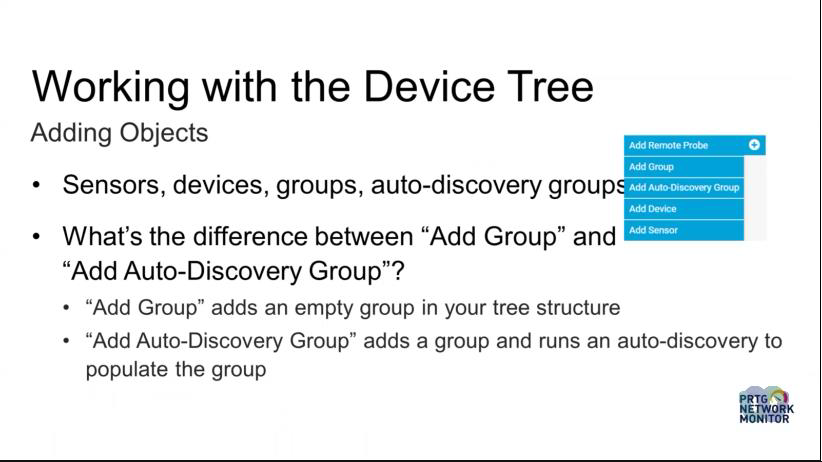 Working with the Device Tree
Adding Objects
• Sensors, devices, groups, auto-discovery groups
Add Remote Probe
Add Group
Add Auto-Discovery Group
Add Device
Add Sensor
• What's the difference between “Add Group” and
“Add Auto-Discovery Group”?
• “Add Group” adds an empty group in your tree structure
• “Add Auto-Discovery Group” adds a group and runs an auto-discovery to
populate the group
PRTG
NETWORK
MONITOR